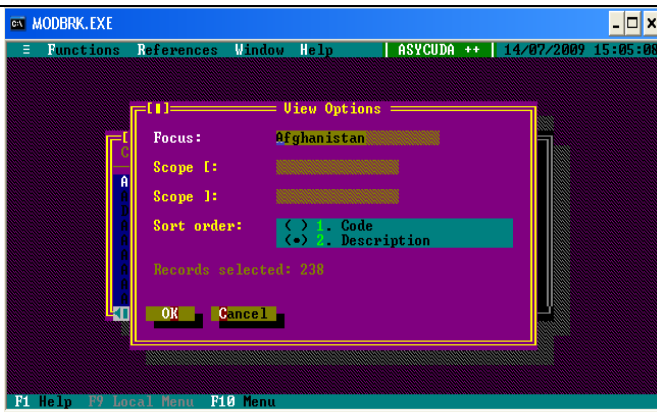 MODBRK.EXE
≡ Functions References Window Help | ASYCUDA ++ | 14/07/2009 15:05:08
View Options
Focus: Afghanistan
Scope [:
Scope ]:
Sort order: ( ) 1. Code
(•) 2. Description
Records selected: 238
OK Cancel
F1 Help F9 Local Menu F10 Menu